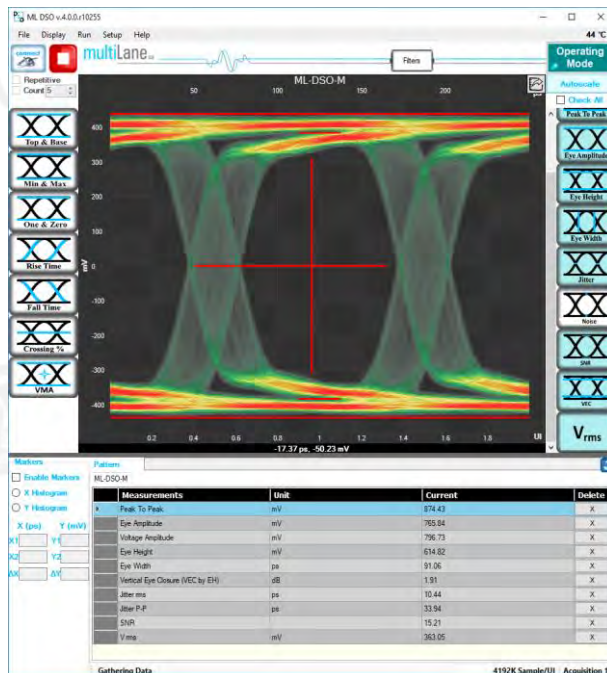 ML DSO v.4.0.0.r10255
File Display Run Setup Help
44 °C
CONNECT
multiLane
Filters
Operating Mode
Repetitive
Count 5
Autoscale
Check All
ML-DSO-M
50 100 150 200
Top & Base
Min & Max
One & Zero
Rise Time
Fall Time
Crossing %
VMA
mV
400
300
200
100
0
-100
-200
-300
-400
0.2 0.4 0.6 0.8 1 1.2 1.4 1.6 1.8 UI
-17.37 ps, -50.23 mV
Peak To Peak
Eye Amplitude
Eye Height
Eye Width
Jitter
Noise
SNR
VEC
Vrms
Markers
Enable Markers
X Histogram
Y Histogram
X (ps) Y (mV)
X1 Y1
X2 Y2
ΔX ΔY
Pattern
ML-DSO-M
Measurements Unit Current Delete
Peak To Peak mV 874.43 X
Eye Amplitude mV 765.84 X
Voltage Amplitude mV 796.73 X
Eye Height mV 614.82 X
Eye Width ps 91.06 X
Vertical Eye Closure (VEC by EH) dB 1.91 X
Jitter rms ps 10.44 X
Jitter P-P ps 33.94 X
SNR 15.21 X
V rms mV 363.05 X
Gathering Data 4192K Sample/UI Acquisition 1